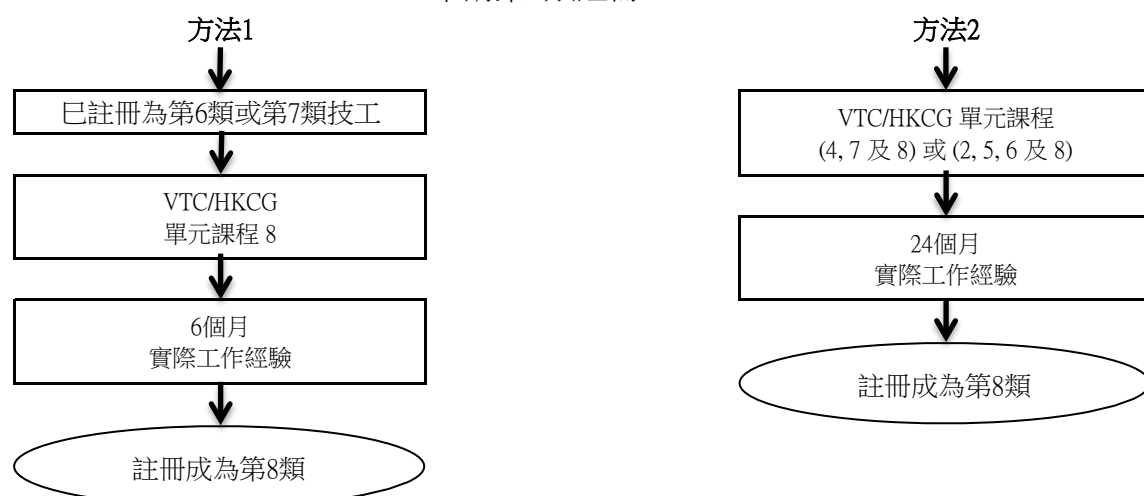 方法1
已註冊為第6類或第7類技工
VTC/HKCG
單元課程 8
6個月
實際工作經驗
註冊成為第8類
方法2
VTC/HKCG 單元課程
(4, 7 及 8) 或 (2, 5, 6 及 8)
24個月
實際工作經驗
註冊成為第8類